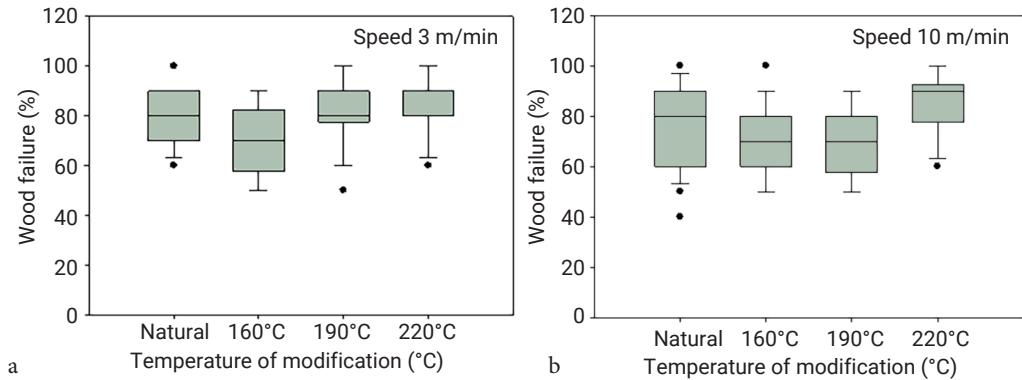 120
100
80
60
40
20
0
Wood failure (%)
Speed 3 m/min
Natural 160°C 190°C 220°C
Temperature of modification (°C)
a
120
100
80
60
40
20
0
Wood failure (%)
Speed 10 m/min
Natural 160°C 190°C 220°C
Temperature of modification (°C)
b